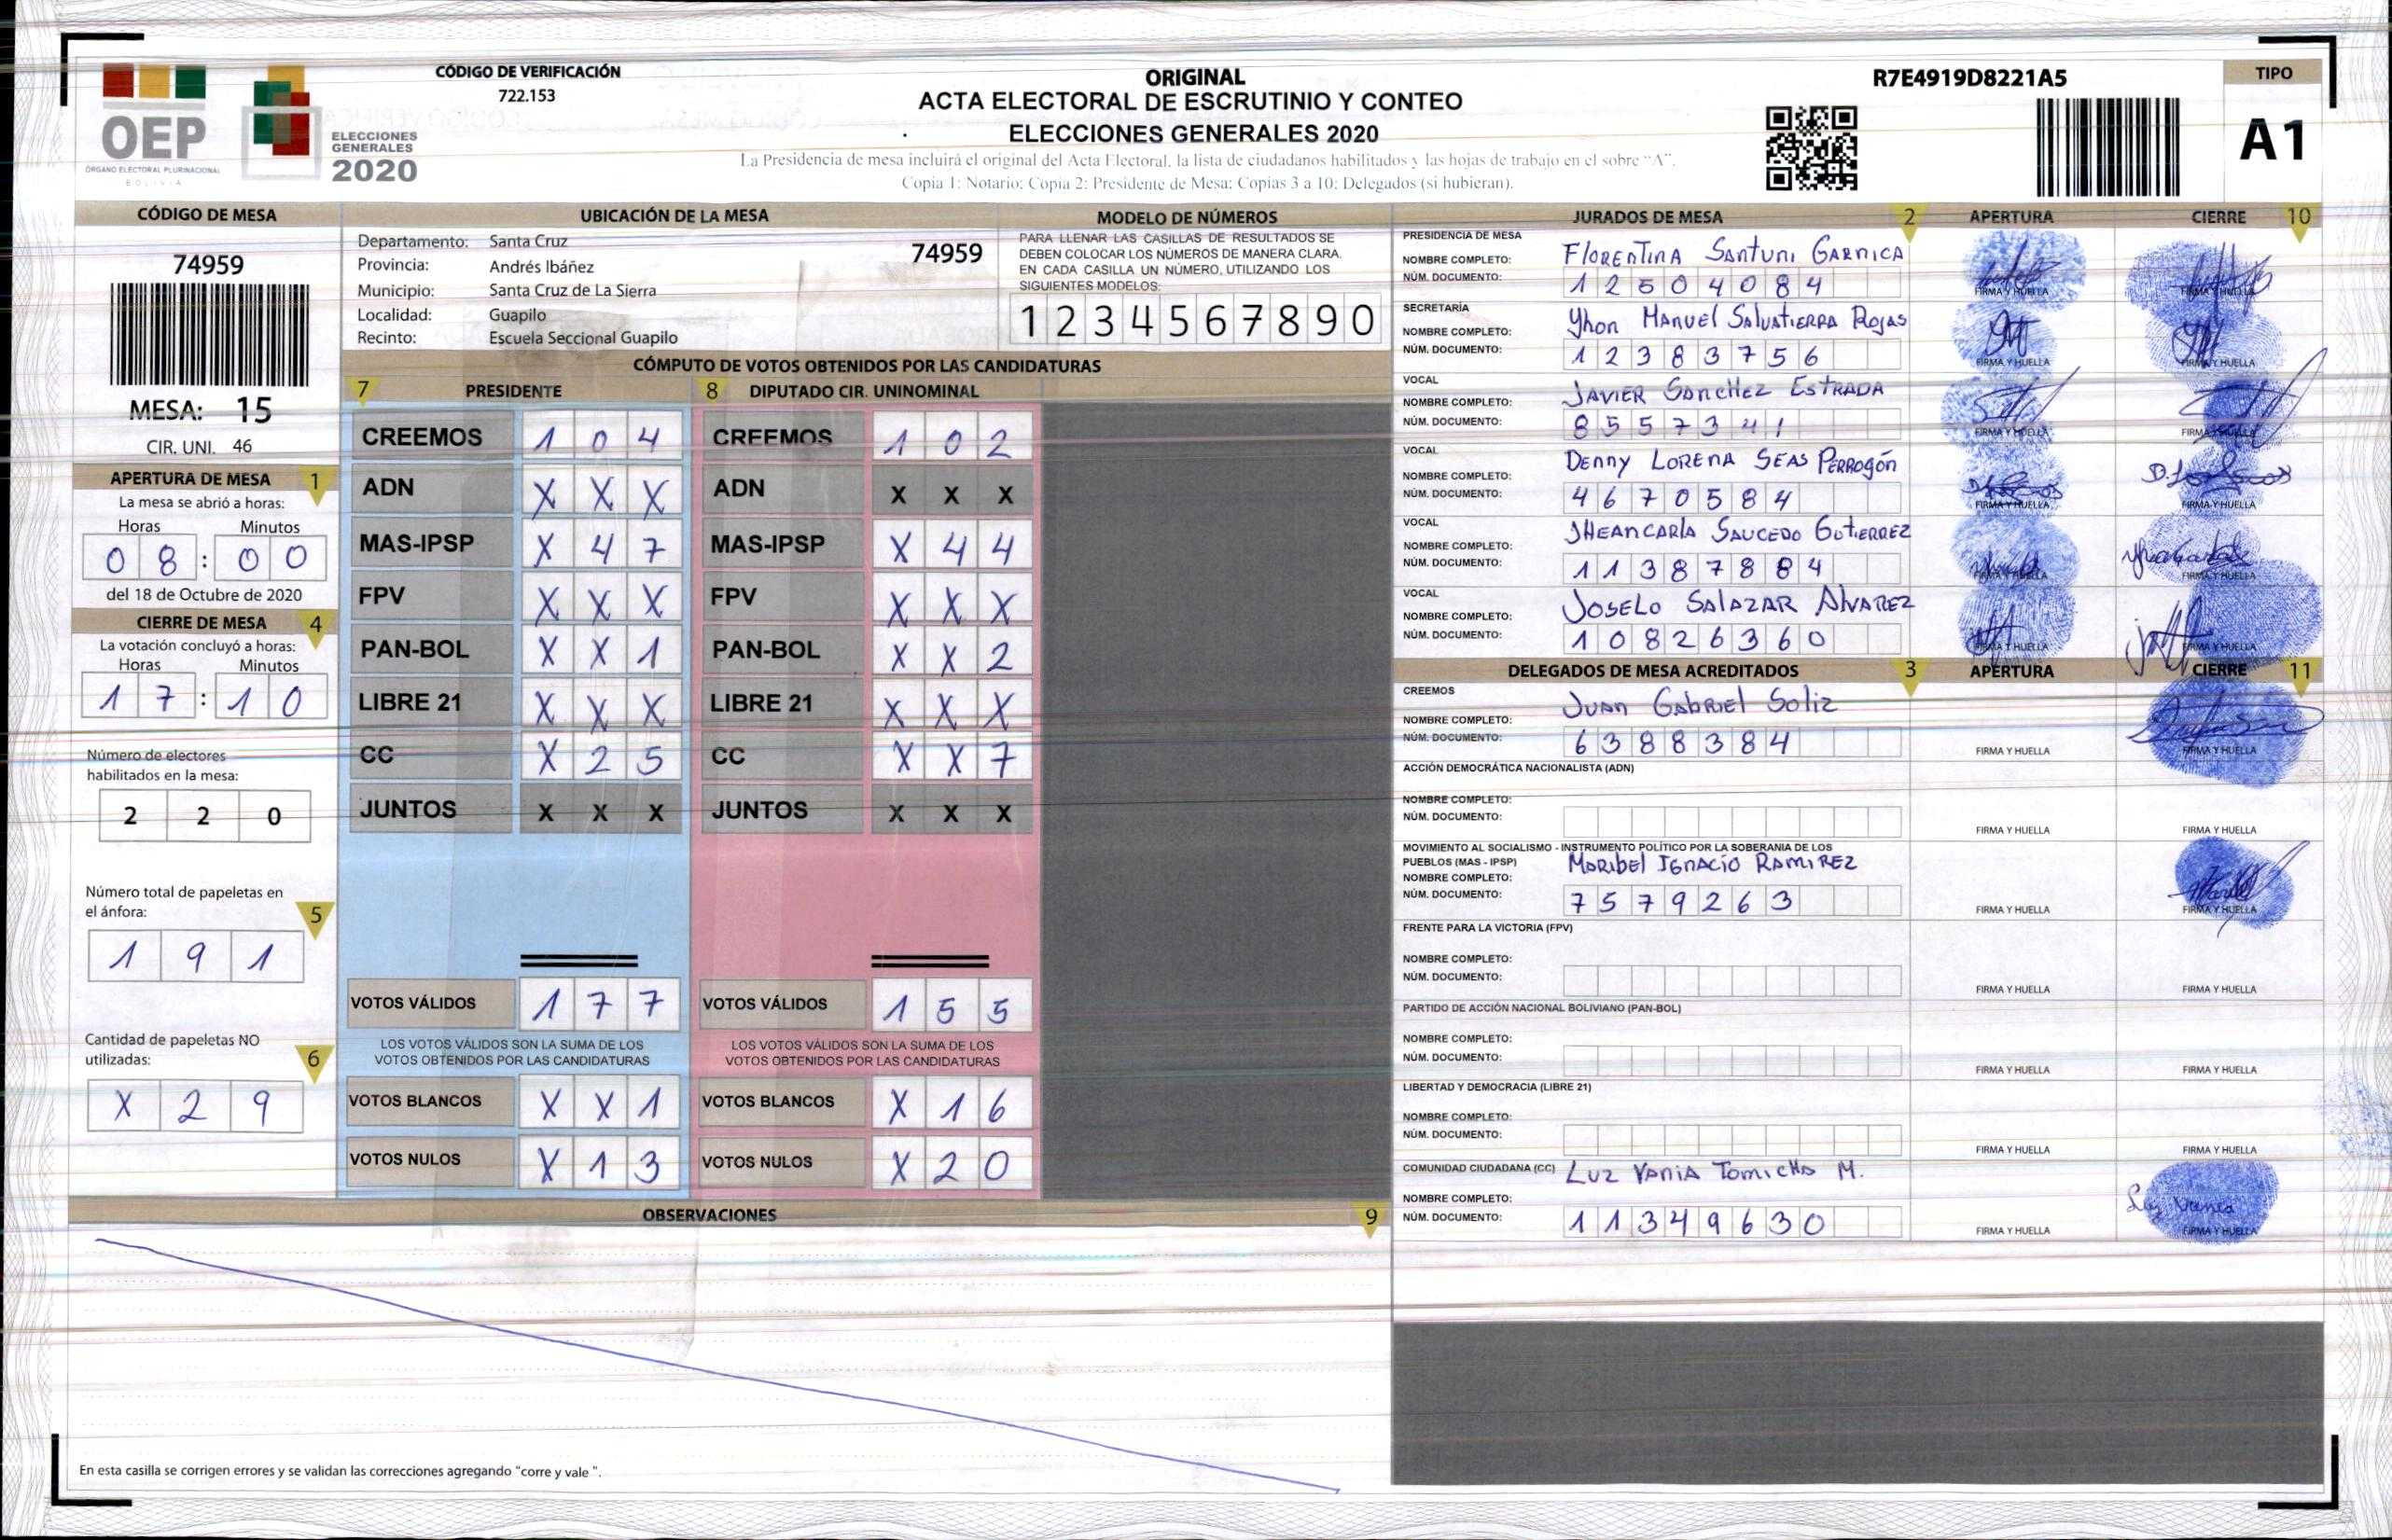 CÓDIGO DE VERIFICACIÓN
722.153
OEP
ÓRGANO ELECTORAL PLURINACIONAL
BOLIVIA
ELECCIONES
GENERALES
2020
ORIGINAL
ACTA ELECTORAL DE ESCRUTINIO Y CONTEO
ELECCIONES GENERALES 2020
La Presidencia de mesa incluirá el original del Acta Electoral, la lista de ciudadanos habilitados y las hojas de trabajo en el sobre "A".
Copia 1: Notario; Copia 2: Presidente de Mesa; Copias 3 a 10: Delegados (si hubieran).
R7E4919D8221A5
TIPO
A1
CÓDIGO DE MESA
74959
MESA: 15
CIR. UNI. 46
APERTURA DE MESA 1
La mesa se abrió a horas:
Horas Minutos
0 8 : 0 0
del 18 de Octubre de 2020
CIERRE DE MESA 4
La votación concluyó a horas:
Horas Minutos
1 7 : 1 0
Número de electores
habilitados en la mesa:
2 2 0
Número total de papeletas en
el ánfora: 5
1 9 1
Cantidad de papeletas NO
utilizadas: 6
X 2 9
UBICACIÓN DE LA MESA
Departamento: Santa Cruz 74959
Provincia: Andrés Ibáñez
Municipio: Santa Cruz de La Sierra
Localidad: Guapilo
Recinto: Escuela Seccional Guapilo
MODELO DE NÚMEROS
PARA LLENAR LAS CASILLAS DE RESULTADOS SE
DEBEN COLOCAR LOS NÚMEROS DE MANERA CLARA.
EN CADA CASILLA UN NÚMERO, UTILIZANDO LOS
SIGUIENTES MODELOS:
1 2 3 4 5 6 7 8 9 0
CÓMPUTO DE VOTOS OBTENIDOS POR LAS CANDIDATURAS
7 PRESIDENTE
CREEMOS 1 0 4
ADN X X X
MAS-IPSP X 4 7
FPV X X X
PAN-BOL X X 1
LIBRE 21 X X X
CC X 2 5
JUNTOS X X X
VOTOS VÁLIDOS 1 7 7
LOS VOTOS VÁLIDOS SON LA SUMA DE LOS
VOTOS OBTENIDOS POR LAS CANDIDATURAS
VOTOS BLANCOS X X 1
VOTOS NULOS X 1 3
8 DIPUTADO CIR. UNINOMINAL
CREEMOS 1 0 2
ADN X X X
MAS-IPSP X 4 4
FPV X X X
PAN-BOL X X 2
LIBRE 21 X X X
CC X X 7
JUNTOS X X X
VOTOS VÁLIDOS 1 5 5
LOS VOTOS VÁLIDOS SON LA SUMA DE LOS
VOTOS OBTENIDOS POR LAS CANDIDATURAS
VOTOS BLANCOS X 1 6
VOTOS NULOS X 2 0
OBSERVACIONES 9
En esta casilla se corrigen errores y se validan las correcciones agregando "corre y vale ".
JURADOS DE MESA 2 APERTURA CIERRE 10
PRESIDENCIA DE MESA
NOMBRE COMPLETO: Florentina Santuni Garnica
NÚM. DOCUMENTO: 1 2 5 0 4 0 8 4
FIRMA Y HUELLA FIRMA Y HUELLA
SECRETARÍA
NOMBRE COMPLETO: Yhon Manuel Salvatierra Rojas
NÚM. DOCUMENTO: 1 2 3 8 3 7 5 6
FIRMA Y HUELLA FIRMA Y HUELLA
VOCAL
NOMBRE COMPLETO: Javier Sanchez Estrada
NÚM. DOCUMENTO: 8 5 5 7 3 4 1
FIRMA Y HUELLA FIRMA Y HUELLA
VOCAL
NOMBRE COMPLETO: Denny Lorena Seas Perrogón
NÚM. DOCUMENTO: 4 6 7 0 5 8 4
FIRMA Y HUELLA FIRMA Y HUELLA
VOCAL
NOMBRE COMPLETO: Jheancarla Saucedo Gutierrez
NÚM. DOCUMENTO: 1 1 3 8 7 8 8 4
FIRMA Y HUELLA FIRMA Y HUELLA
VOCAL
NOMBRE COMPLETO: Joselo Salazar Alvarez
NÚM. DOCUMENTO: 1 0 8 2 6 3 6 0
FIRMA Y HUELLA FIRMA Y HUELLA
DELEGADOS DE MESA ACREDITADOS 3 APERTURA CIERRE 11
CREEMOS
NOMBRE COMPLETO: Juan Gabriel Soliz
NÚM. DOCUMENTO: 6 3 8 8 3 8 4
FIRMA Y HUELLA FIRMA Y HUELLA
ACCIÓN DEMOCRÁTICA NACIONALISTA (ADN)
NOMBRE COMPLETO:
NÚM. DOCUMENTO:
FIRMA Y HUELLA FIRMA Y HUELLA
MOVIMIENTO AL SOCIALISMO - INSTRUMENTO POLÍTICO POR LA SOBERANIA DE LOS
PUEBLOS (MAS - IPSP)
NOMBRE COMPLETO: Maribel Ignacio Ramirez
NÚM. DOCUMENTO: 7 5 7 9 2 6 3
FIRMA Y HUELLA FIRMA Y HUELLA
FRENTE PARA LA VICTORIA (FPV)
NOMBRE COMPLETO:
NÚM. DOCUMENTO:
FIRMA Y HUELLA FIRMA Y HUELLA
PARTIDO DE ACCIÓN NACIONAL BOLIVIANO (PAN-BOL)
NOMBRE COMPLETO:
NÚM. DOCUMENTO:
FIRMA Y HUELLA FIRMA Y HUELLA
LIBERTAD Y DEMOCRACIA (LIBRE 21)
NOMBRE COMPLETO:
NÚM. DOCUMENTO:
FIRMA Y HUELLA FIRMA Y HUELLA
COMUNIDAD CIUDADANA (CC) Luz Vania Tomicha M.
NOMBRE COMPLETO:
NÚM. DOCUMENTO: 1 1 3 4 9 6 3 0
FIRMA Y HUELLA FIRMA Y HUELLA